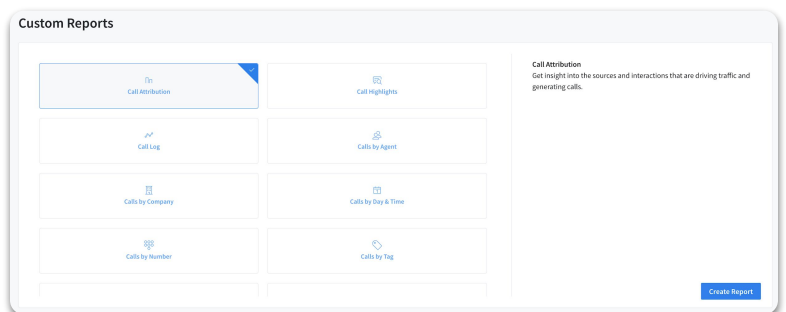 Custom Reports
Call Attribution
Call Highlights
Call Log
Calls by Agent
Calls by Company
Calls by Day & Time
Calls by Number
Calls by Tag
Call Attribution
Get insight into the sources and interactions that are driving traffic and
generating calls.
Create Report